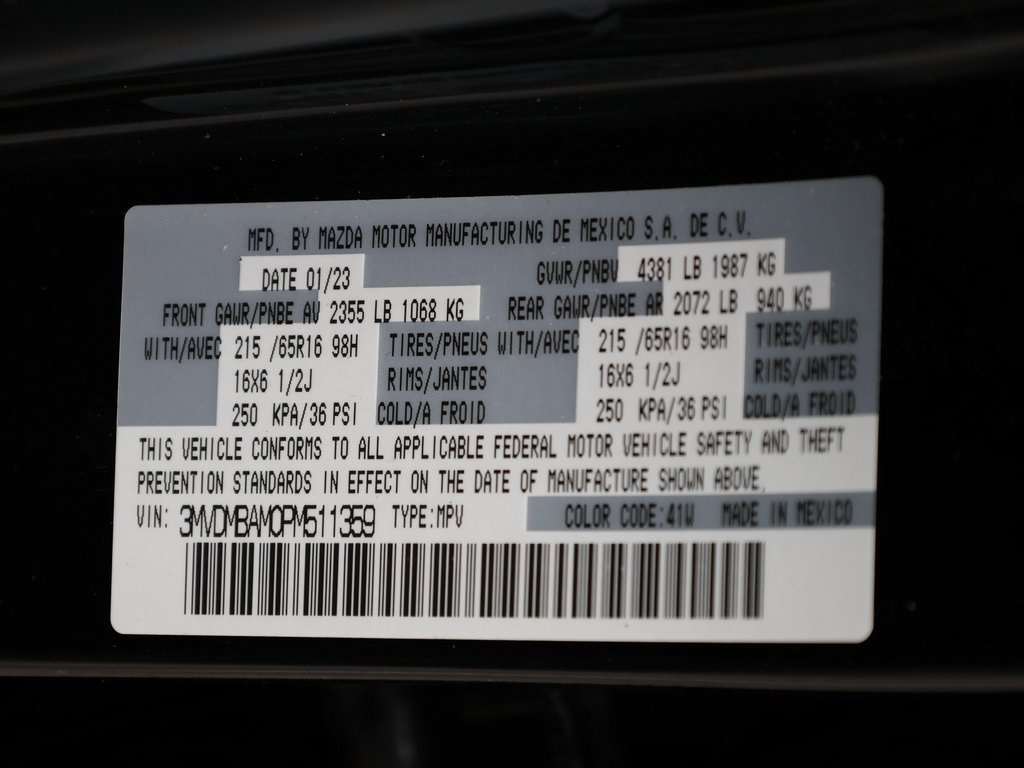 MFD. BY MAZDA MOTOR MANUFACTURING DE MEXICO S.A. DE C.V.
DATE 01/23 GVWR/PNBV 4381 LB 1987 KG
FRONT GAWR/PNBE AV 2355 LB 1068 KG REAR GAWR/PNBE AR 2072 LB 940 KG
WITH/AVEC 215 /65R16 98H TIRES/PNEUS WITH/AVEC 215 /65R16 98H TIRES/PNEUS
16X6 1/2J RIMS/JANTES 16X6 1/2J RIMS/JANTES
250 KPA/36 PSI COLD/A FROID 250 KPA/36 PSI COLD/A FROID
THIS VEHICLE CONFORMS TO ALL APPLICABLE FEDERAL MOTOR VEHICLE SAFETY AND THEFT
PREVENTION STANDARDS IN EFFECT ON THE DATE OF MANUFACTURE SHOWN ABOVE.
VIN: 3MVDMBAM0PM511359 TYPE:MPV COLOR CODE:41W MADE IN MEXICO